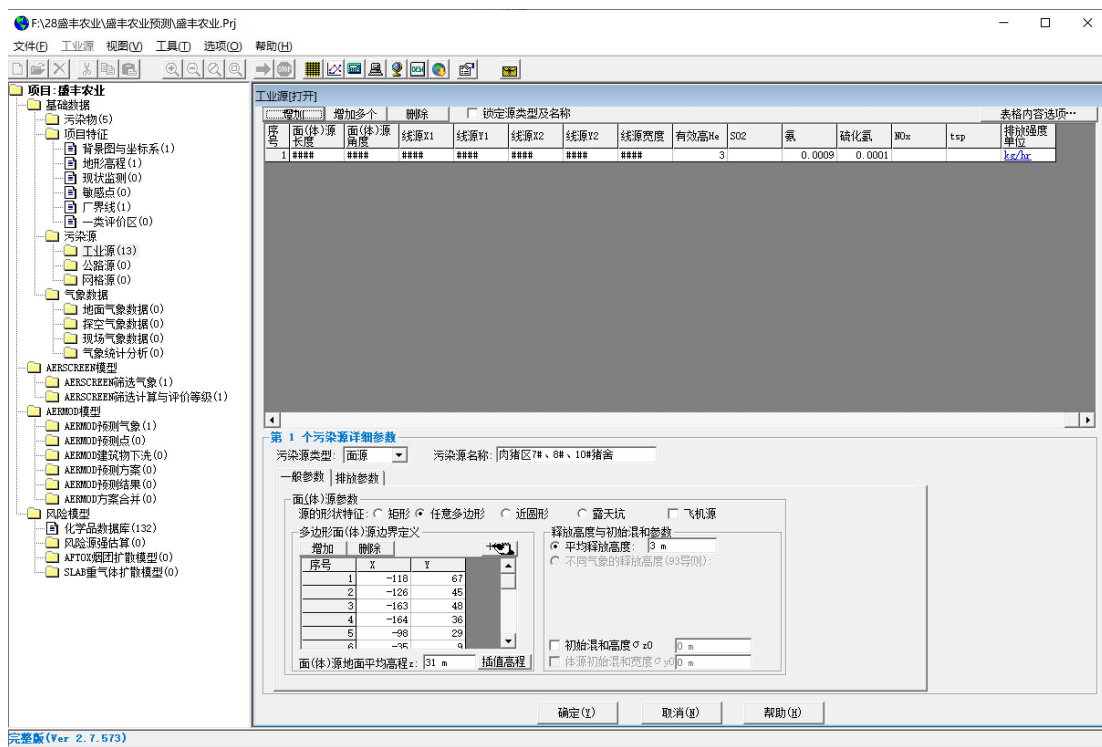 F:\28盛丰农业\盛丰农业预测\盛丰农业.Prj
文件(F) 工业源 视图(V) 工具(T) 选项(O) 帮助(H)
项目:盛丰农业
基础数据
污染物(5)
项目特征
背景图与坐标系(1)
地形高程(1)
现状监测(0)
敏感点(0)
厂界线(1)
一类评价区(0)
污染源
工业源(13)
公路源(0)
网格源(0)
气象数据
地面气象数据(0)
探空气象数据(0)
现场气象数据(0)
气象统计分析(0)
AERSCREEN模型
AERSCREEN筛选气象(1)
AERSCREEN筛选计算与评价等级(1)
AERMOD模型
AERMOD预测气象(1)
AERMOD预测点(0)
AERMOD建筑物下洗(0)
AERMOD预测方案(0)
AERMOD预测结果(0)
AERMOD方案合并(0)
风险模型
化学品数据库(132)
风险源强估算(0)
AFTOX烟团扩散模型(0)
SLAB重气体扩散模型(0)
工业源[打开]
增加 增加多个 删除 锁定源类型及名称 表格内容选项…
序号 面(体)源长度 面(体)源角度 线源X1 线源Y1 线源X2 线源Y2 线源宽度 有效高He SO2 氨 硫化氢 NOx tsp 排放强度单位
1 #### #### #### #### #### #### #### 3 0.0009 0.0001 kg/hr
第 1 个污染源详细参数
污染源类型: 面源 污染源名称: 肉猪区7#、8#、10#猪舍
一般参数 排放参数
面(体)源参数
源的形状特征: 矩形 任意多边形 近圆形 露天坑 飞机源
多边形面(体)源边界定义
增加 删除
序号 X Y
1 -118 67
2 -126 45
3 -163 48
4 -164 36
5 -98 29
6 -35 9
面(体)源地面平均高程z: 31 m 插值高程
释放高度与初始混和参数
平均释放高度: 3 m
不同气象的释放高度(93导则):
初始混和高度σz0 0 m
体源初始混和宽度σy0 0 m
确定(Y) 取消(N) 帮助(H)
完整版(Ver 2.7.573)